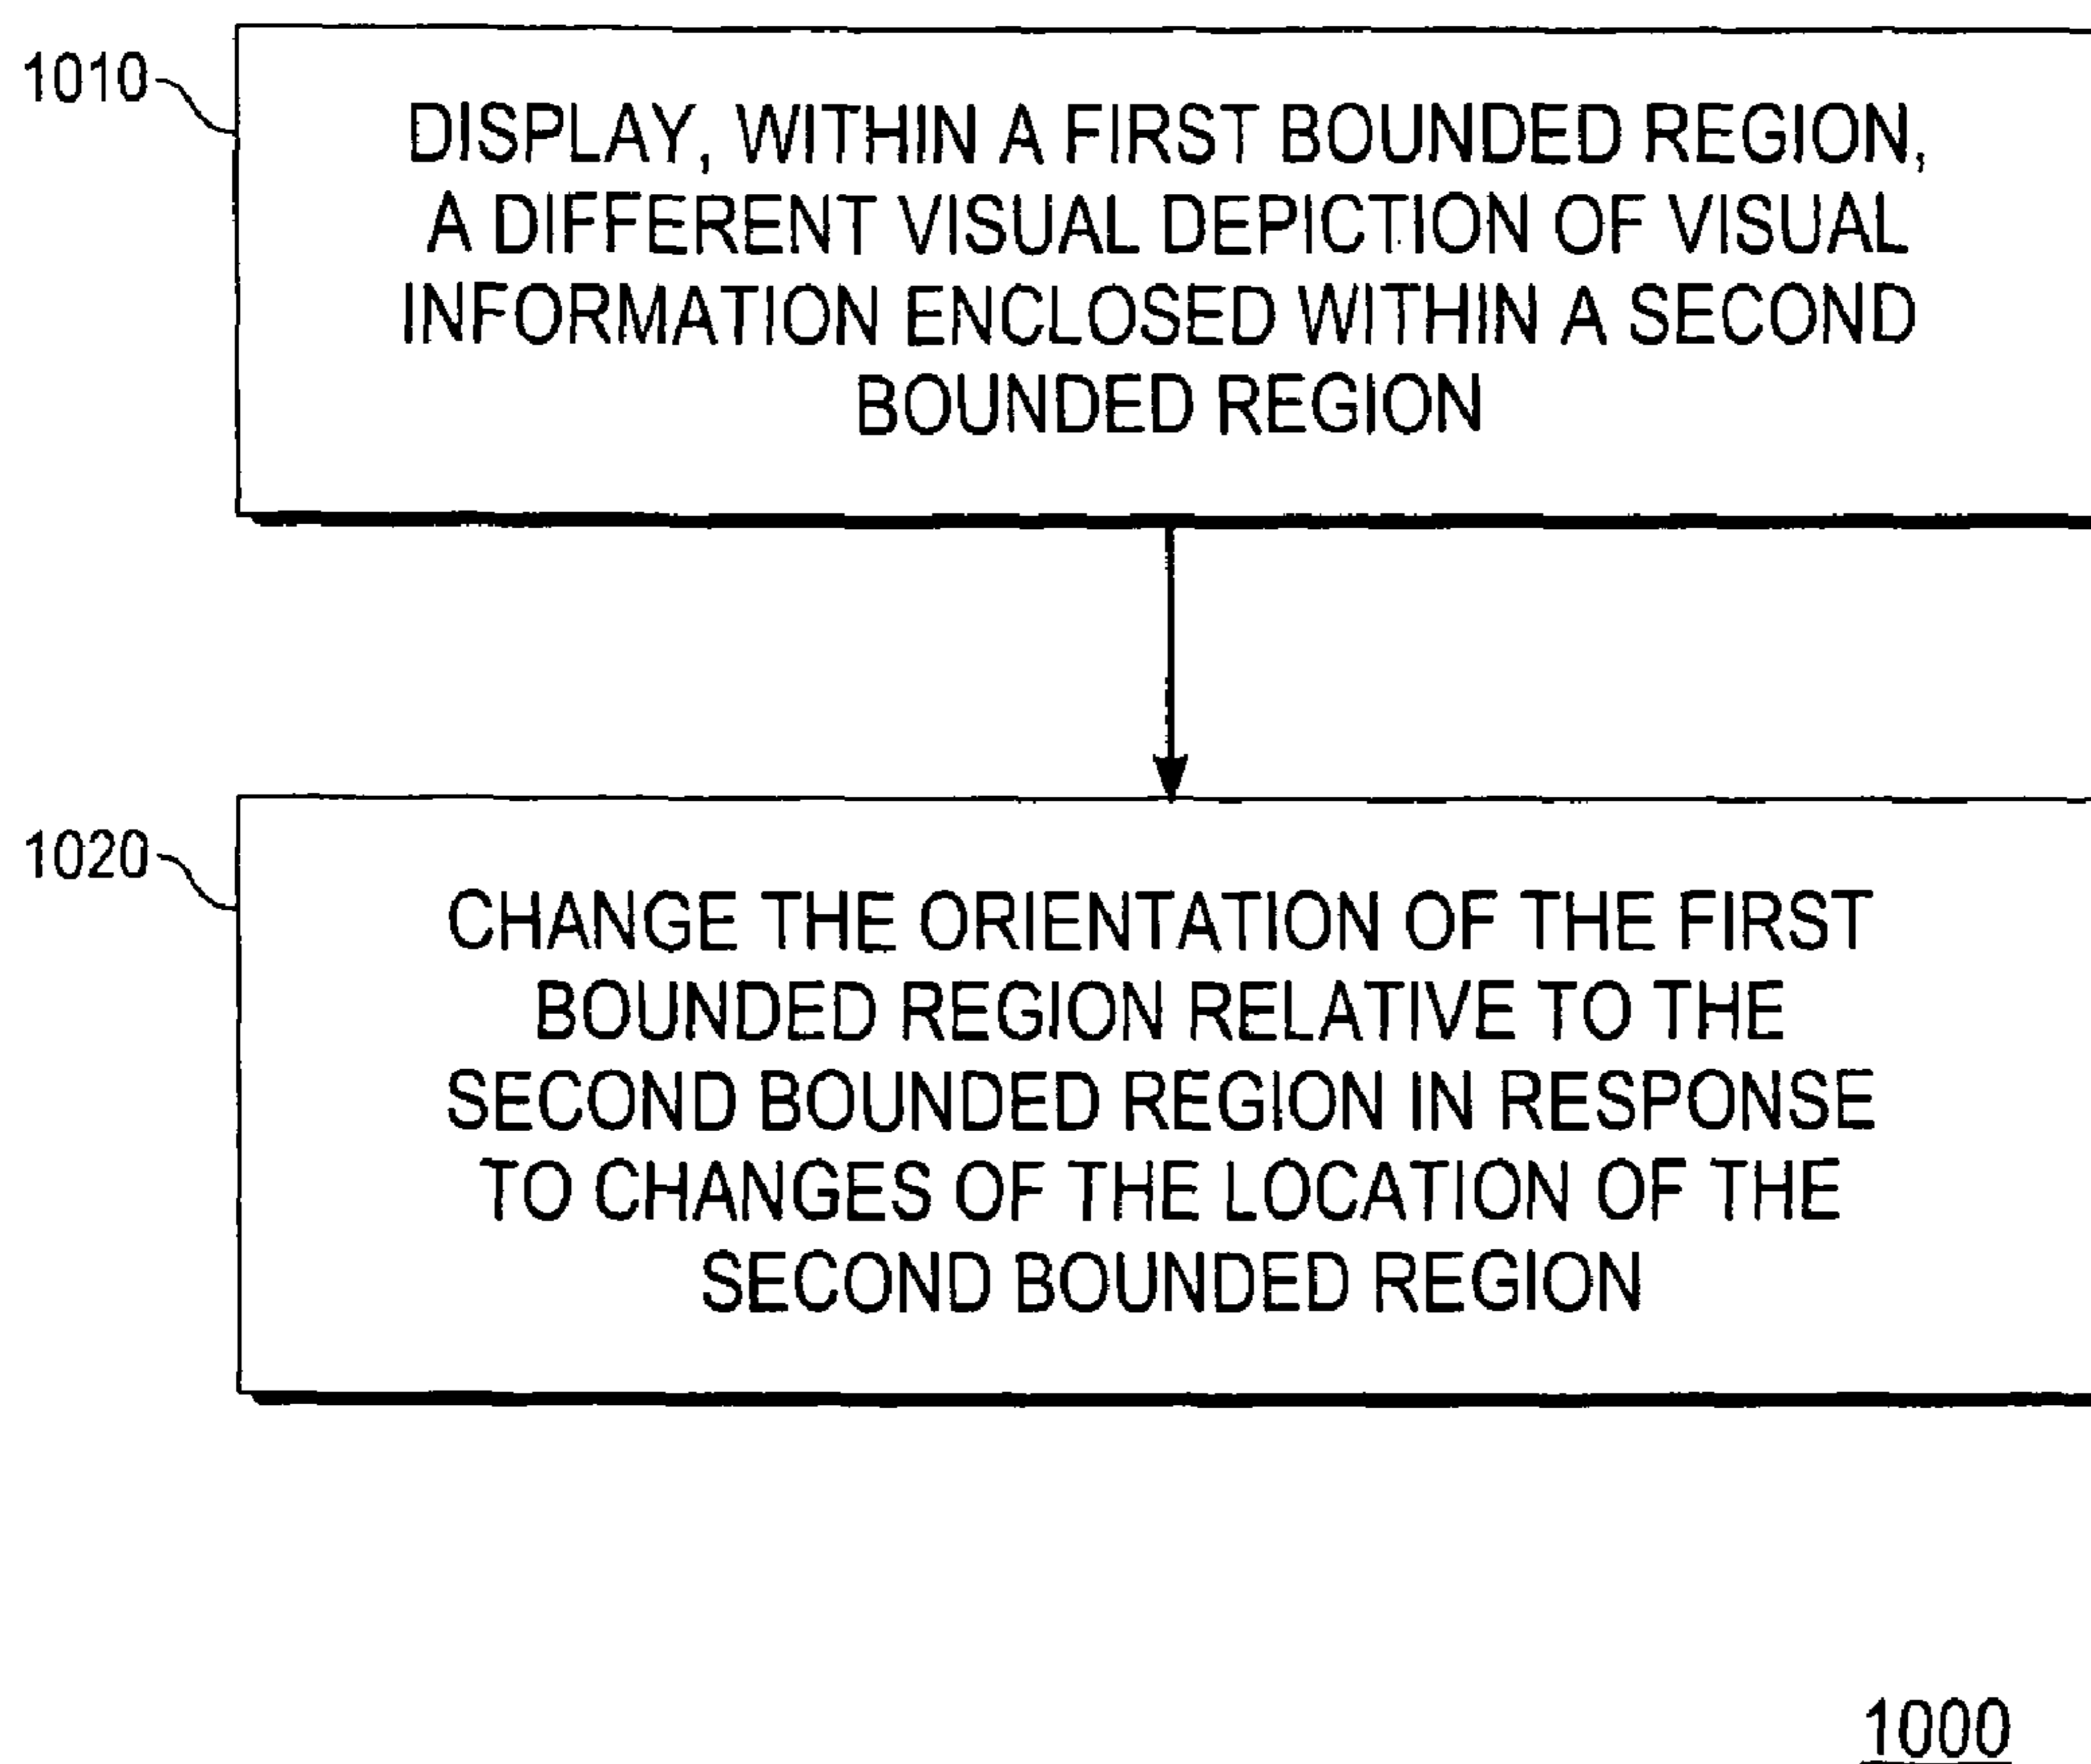 1010
DISPLAY, WITHIN A FIRST BOUNDED REGION,
A DIFFERENT VISUAL DEPICTION OF VISUAL
INFORMATION ENCLOSED WITHIN A SECOND
BOUNDED REGION
1020
CHANGE THE ORIENTATION OF THE FIRST
BOUNDED REGION RELATIVE TO THE
SECOND BOUNDED REGION IN RESPONSE
TO CHANGES OF THE LOCATION OF THE
SECOND BOUNDED REGION
1000